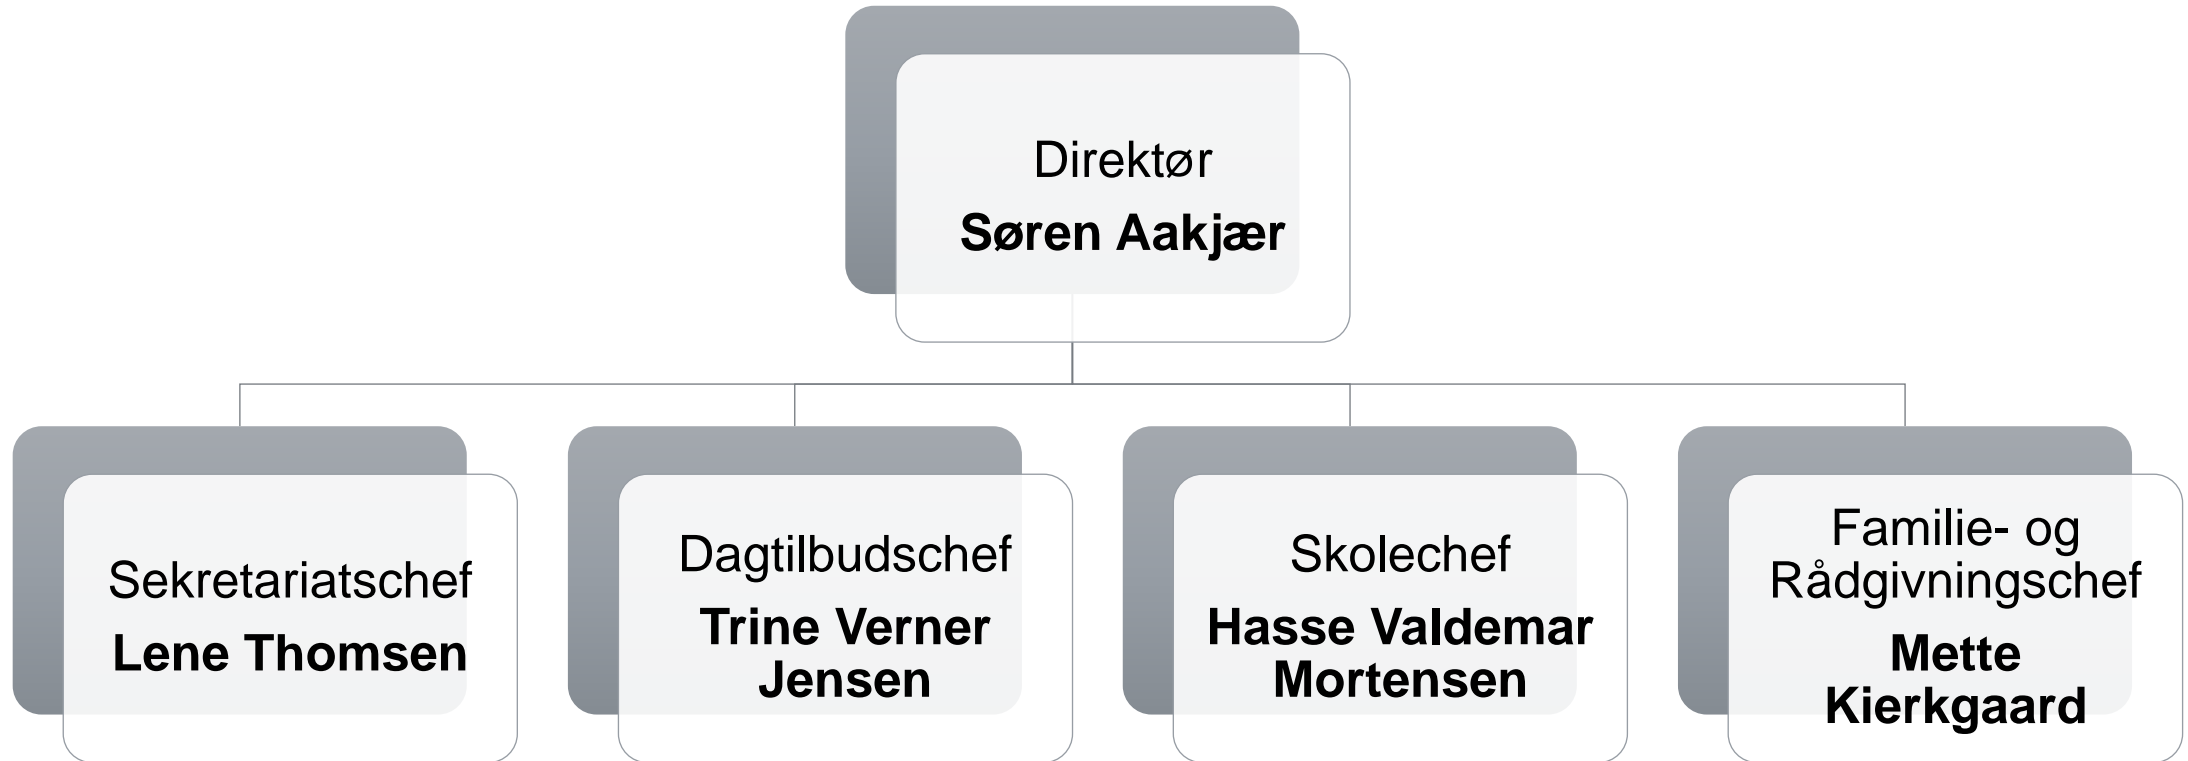 Direktør
Søren Aakjær
Sekretariatschef
Lene Thomsen
Dagtilbudschef
Trine Verner
Jensen
Skolechef
Hasse Valdemar
Mortensen
Familie- og
Rådgivningschef
Mette
Kierkgaard